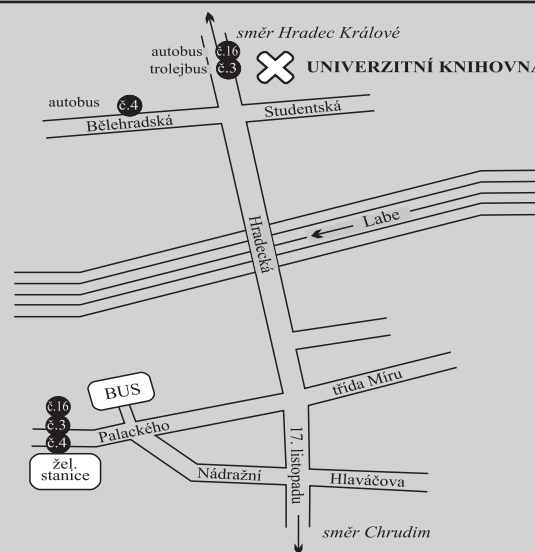 směr Hradec Králové
autobus č.16
trolejbus č.3
UNIVERZITNÍ KNIHOVNA
autobus č.4
Bělehradská
Studentská
Hradecká
Labe
BUS
třída Míru
č.16
č.3
č.4
Palackého
žel.
stanice
17. listopadu
Nádražní
Hlaváčova
směr Chrudim